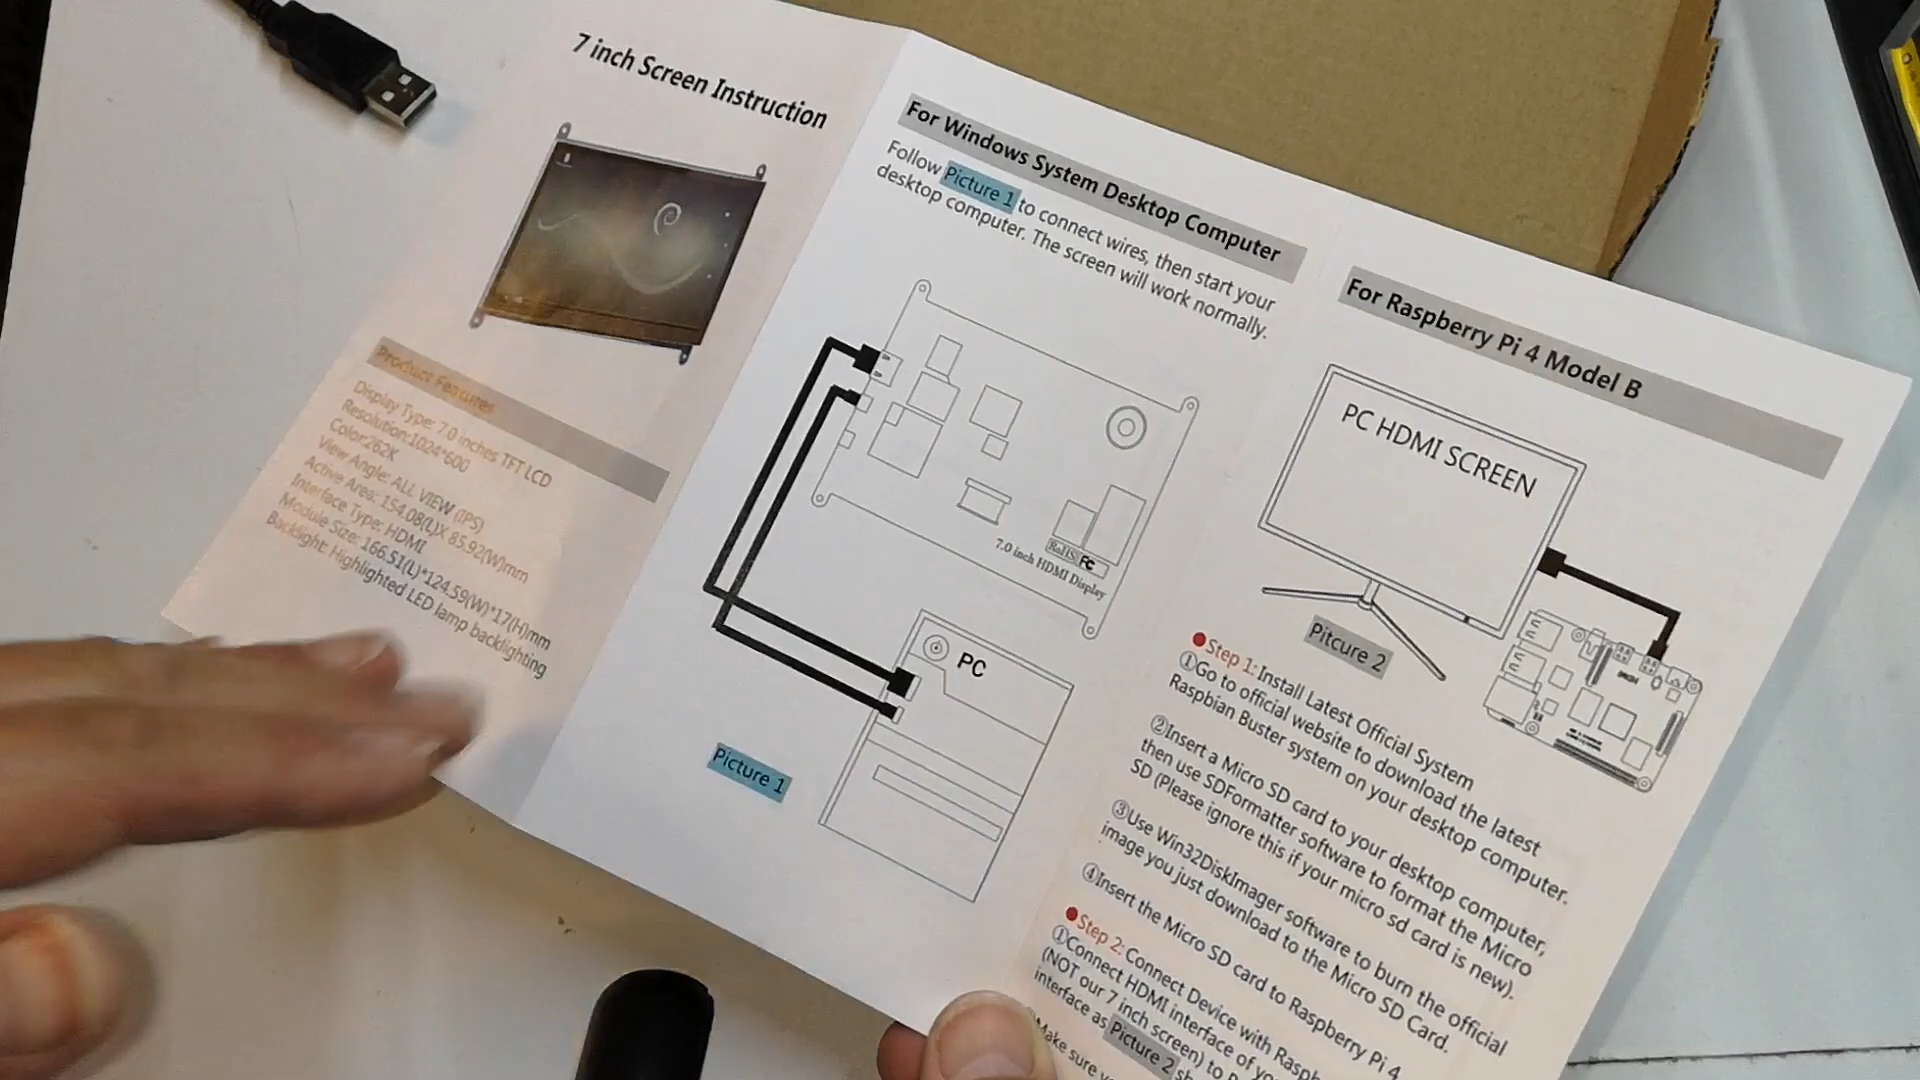 7 inch Screen Instruction
Product Features
Display Type: 7.0 inches TFT LCD
Resolution:1024*600
Color:262K
View Angle: ALL VIEW (IPS)
Active Area: 154.08(L)X 85.92(W)mm
Interface Type: HDMI
Module Size: 166.51(L)*124.59(W)*17(H)mm
Backlight: Highlighted LED lamp backlighting
For Windows System Desktop Computer
Follow Picture 1 to connect wires, then start your
desktop computer. The screen will work normally.
RoHS FC
7.0 inch HDMI Display
PC
Picture 1
For Raspberry Pi 4 Model B
PC HDMI SCREEN
Pitcure 2
Step 1: Install Latest Official System
①Go to official website to download the latest
Raspbian Buster system on your desktop computer.
②Insert a Micro SD card to your desktop computer,
then use SDFormatter software to format the Micro
SD (Please ignore this if your micro sd card is new).
③Use Win32DiskImager software to burn the official
image you just download to the Micro SD Card.
④Insert the Micro SD card to Raspberry Pi 4
Step 2: Connect Device with
①Connect HDMI interface of
(NOT our 7 inch screen) to
interface as Picture 2
Make sure